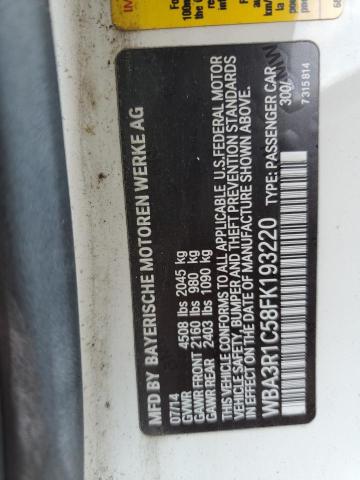 MFD BY BAYERISCHE MOTOREN WERKE AG
07/14
GVWR 4508 lbs 2045 kg
GAWR FRONT 2160 lbs 980 kg
GAWR REAR 2403 lbs 1090 kg
THIS VEHICLE CONFORMS TO ALL APPLICABLE U.S. FEDERAL MOTOR
VEHICLE SAFETY, BUMPER AND THEFT PREVENTION STANDARDS
IN EFFECT ON THE DATE OF MANUFACTURE SHOWN ABOVE.
WBA3R1C58FK193220
TYPE: PASSENGER CAR
300/
7 315 814